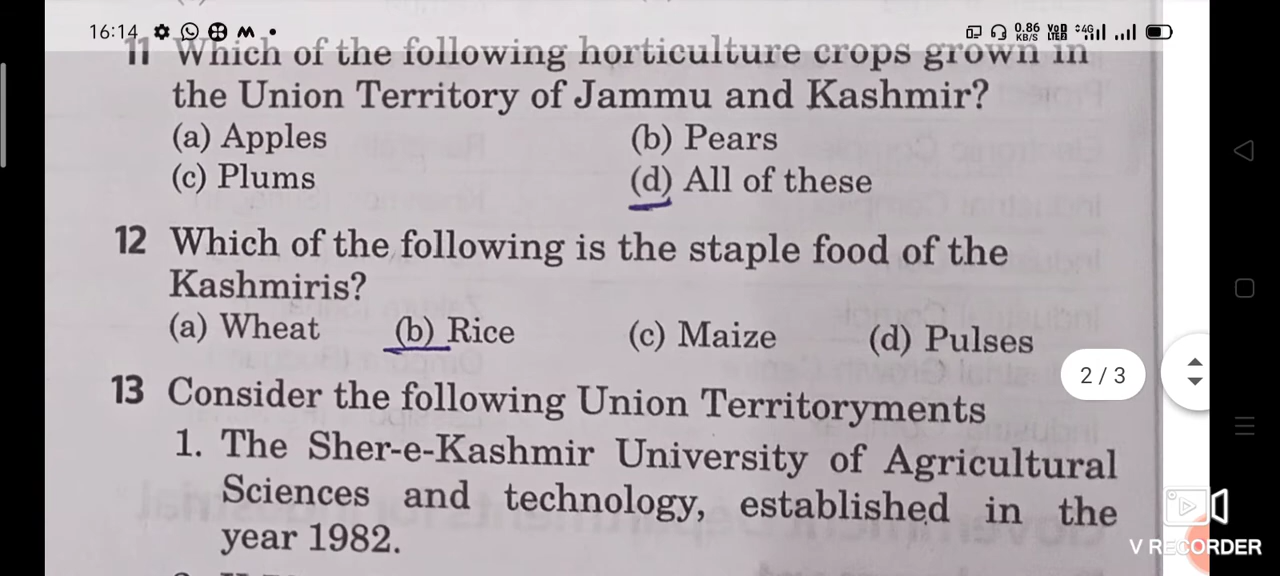 16:14
0.86 KB/S VoD LTEB 4G
11 Which of the following horticulture crops grown in
the Union Territory of Jammu and Kashmir?
(a) Apples (b) Pears
(c) Plums (d) All of these
12 Which of the following is the staple food of the
Kashmiris?
(a) Wheat (b) Rice (c) Maize (d) Pulses
2 / 3
13 Consider the following Union Territoryments
1. The Sher-e-Kashmir University of Agricultural
Sciences and technology, established in the
year 1982.
V RECORDER